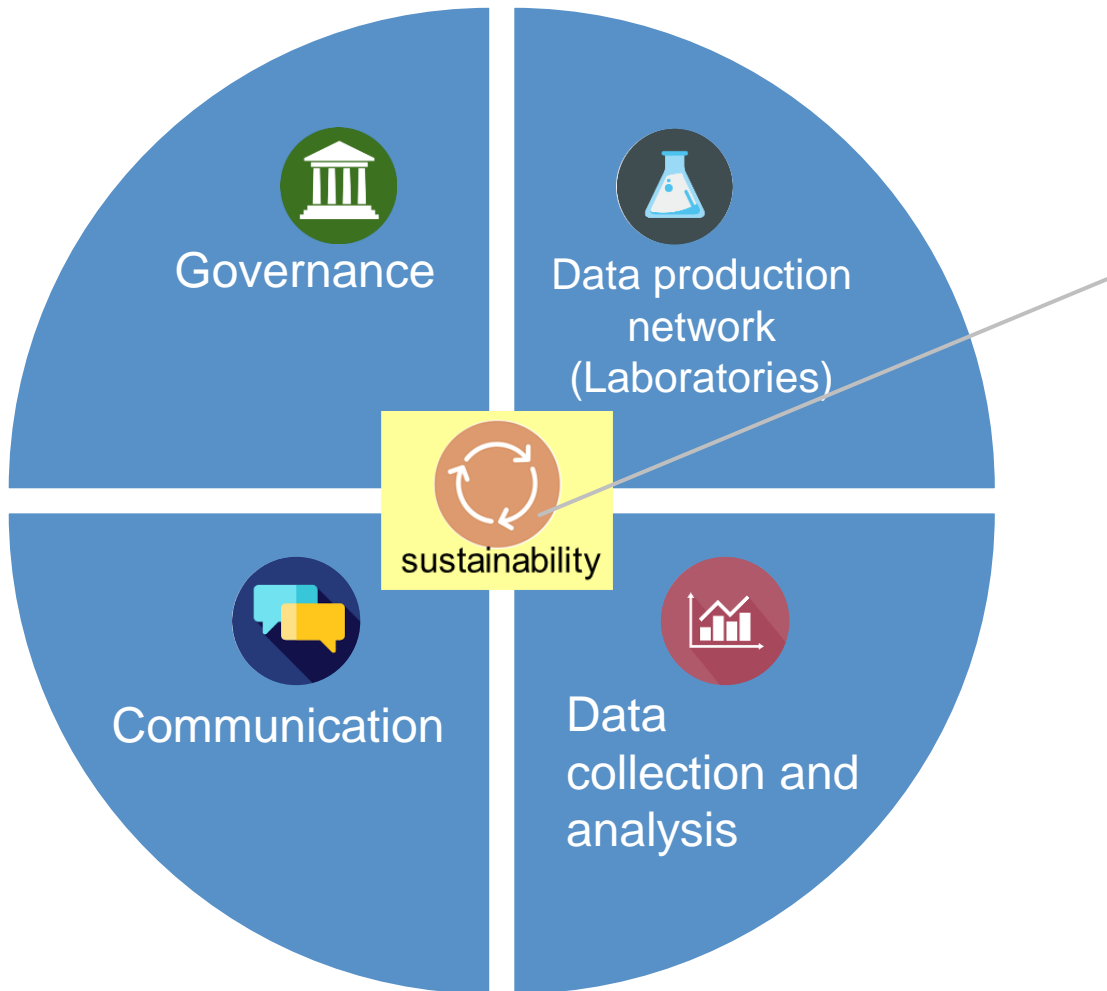 Governance
Data production
network
(Laboratories)
sustainability
Communication
Data
collection and
analysis